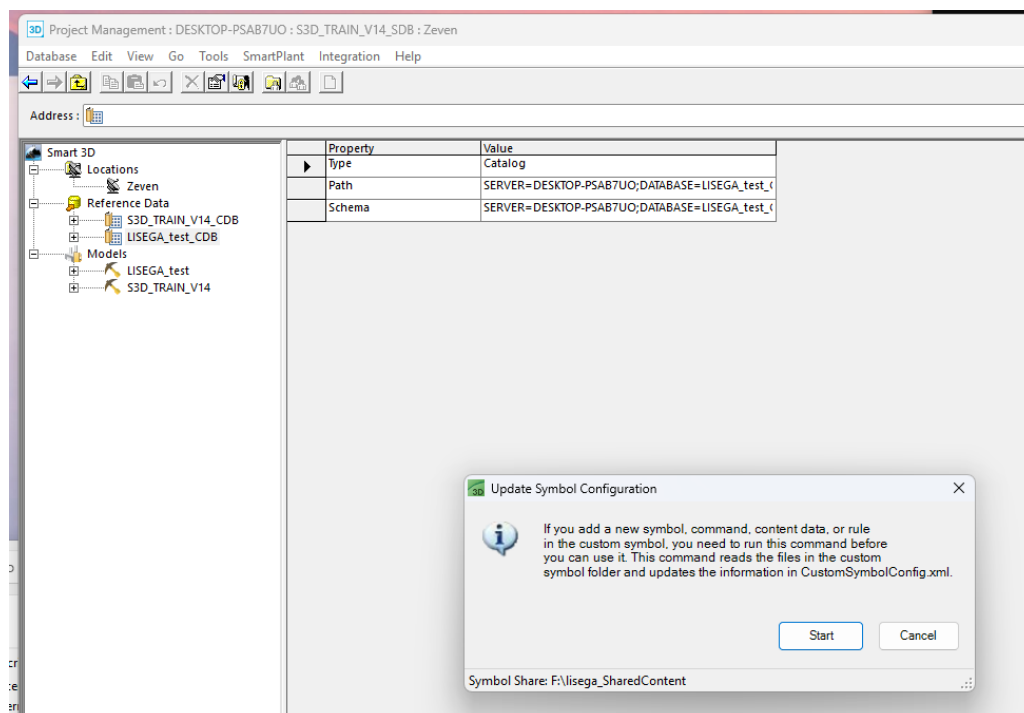 3D Project Management : DESKTOP-PSAB7UO : S3D_TRAIN_V14_SDB : Zeven
Database Edit View Go Tools SmartPlant Integration Help
Address :
Smart 3D
Locations
Zeven
Reference Data
S3D_TRAIN_V14_CDB
LISEGA_test_CDB
Models
LISEGA_test
S3D_TRAIN_V14
Property Value
Type Catalog
Path SERVER=DESKTOP-PSAB7UO;DATABASE=LISEGA_test_(
Schema SERVER=DESKTOP-PSAB7UO;DATABASE=LISEGA_test_(
3D Update Symbol Configuration
If you add a new symbol, command, content data, or rule
in the custom symbol, you need to run this command before
you can use it. This command reads the files in the custom
symbol folder and updates the information in CustomSymbolConfig.xml.
Start Cancel
Symbol Share: F:\lisega_SharedContent